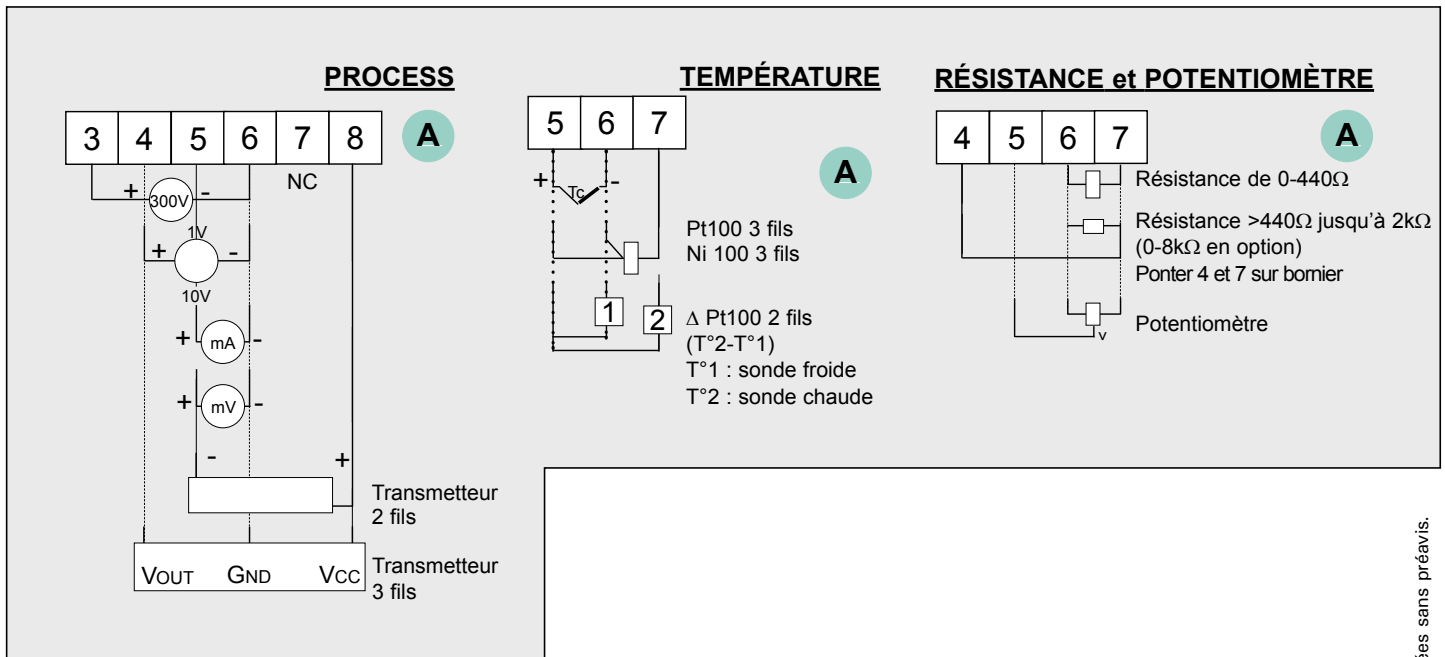 PROCESS
3 4 5 6 7 8 A
NC
+ 300V -
1V
+ -
10V
+ mA -
+ mV -
- +
Transmetteur
2 fils
VOUT GND VCC
Transmetteur
3 fils
TEMPÉRATURE
5 6 7
A
+ Tc -
Pt100 3 fils
Ni 100 3 fils
1 2
Δ Pt100 2 fils
(T°2-T°1)
T°1 : sonde froide
T°2 : sonde chaude
RÉSISTANCE et POTENTIOMÈTRE
4 5 6 7 A
Résistance de 0-440Ω
Résistance >440Ω jusqu'à 2kΩ
(0-8kΩ en option)
Ponter 4 et 7 sur bornier
Potentiomètre
v
sans préavis.